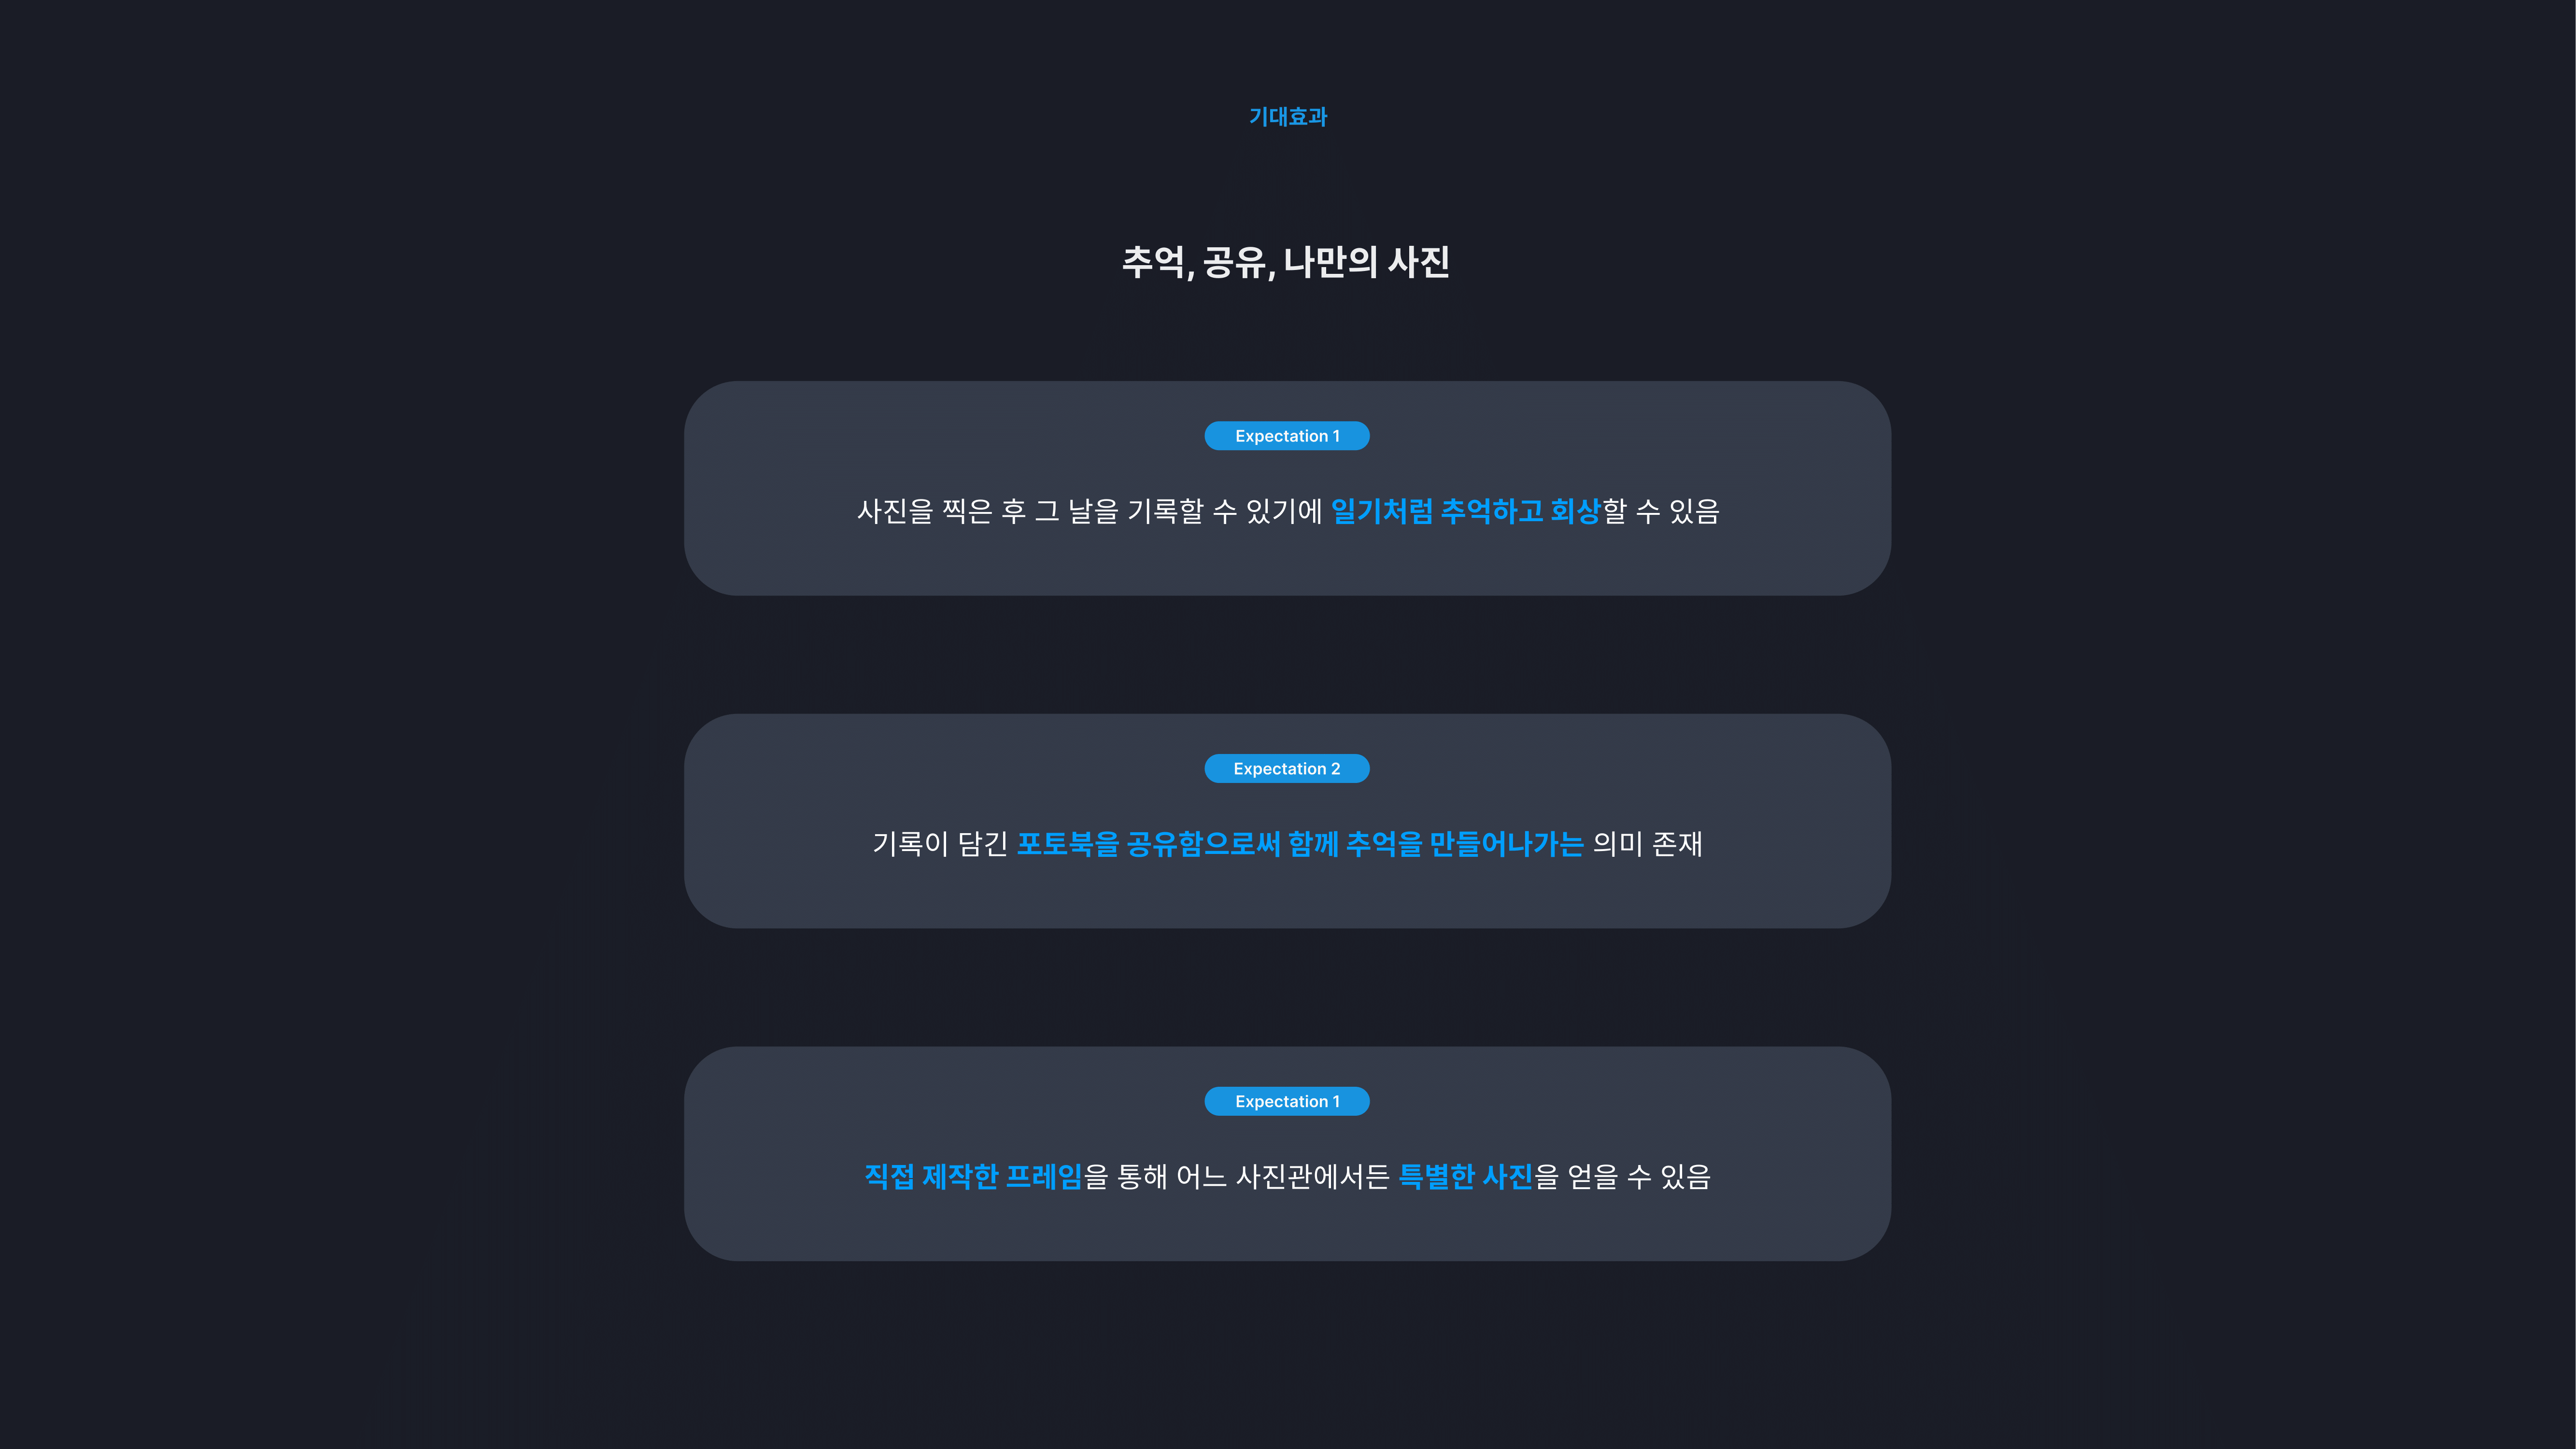 기대효과
추억, 공유, 나만의 사진
Expectation 1
사진을 찍은 후 그 날을 기록할 수 있기에 일기처럼 추억하고 회상할 수 있음
Expectation 2
기록이 담긴 포토북을 공유함으로써 함께 추억을 만들어나가는 의미 존재
Expectation 1
직접 제작한 프레임을 통해 어느 사진관에서든 특별한 사진을 얻을 수 있음